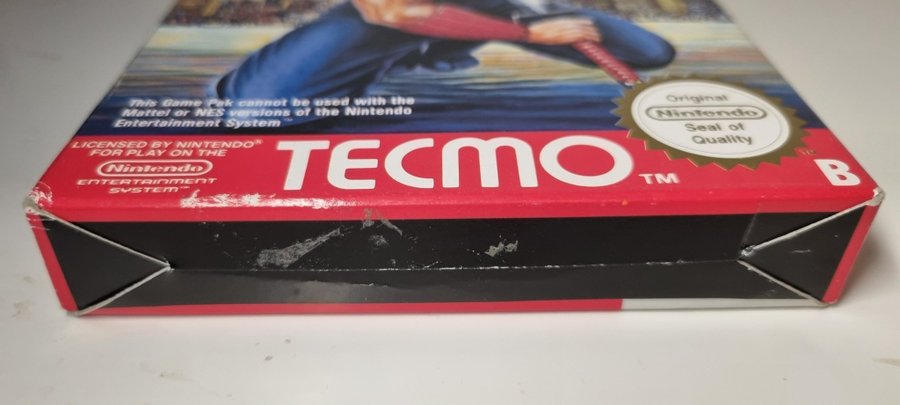 This Game Pak cannot be used with the
Mattel or NES versions of the Nintendo
Entertainment System™
LICENSED BY NINTENDO®
FOR PLAY ON THE
Nintendo
ENTERTAINMENT
SYSTEM™
TECMO™
Original
Nintendo
Seal of
Quality
B